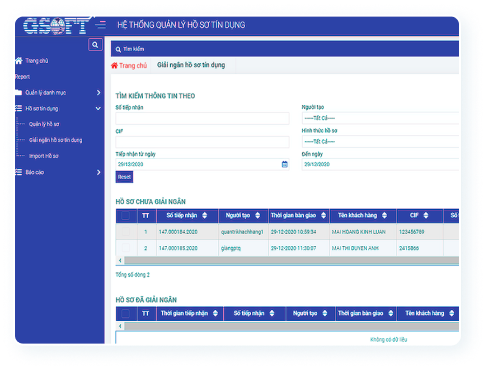 GSOFT
HỆ THỐNG QUẢN LÝ HỒ SƠ TÍN DỤNG
Tìm kiếm
Trang chủ
Giải ngân hồ sơ tín dụng
Trang chủ
Report
Quản lý danh mục
Hồ sơ tín dụng
Quản lý hồ sơ
Giải ngân hồ sơ tín dụng
Import Hồ sơ
Báo cáo
TÌM KIẾM THÔNG TIN THEO
Số tiếp nhận
Người tạo
-----Tất Cả----
CIF
Hình thức hồ sơ
-----Tất Cả----
Tiếp nhận từ ngày
Đến ngày
29/12/2020
29/12/2020
Reset
HỒ SƠ CHƯA GIẢI NGÂN
TT Số tiếp nhận Người tạo Thời gian bàn giao Tên khách hàng CIF
1 147.000184.2020 quantrikhachhang1 29-12-2020 10:59:34 MAI HOANG KINH LUAN 123456789
2 147.000185.2020 giangptq 29-12-2020 11:30:07 MAI THI DUYEN ANH 2415866
Tổng số dòng 2
HỒ SƠ ĐÃ GIẢI NGÂN
TT Thời gian tiếp nhận Số tiếp nhận Người tạo Thời gian bàn giao Tên khách hàng
Không có dữ liệu